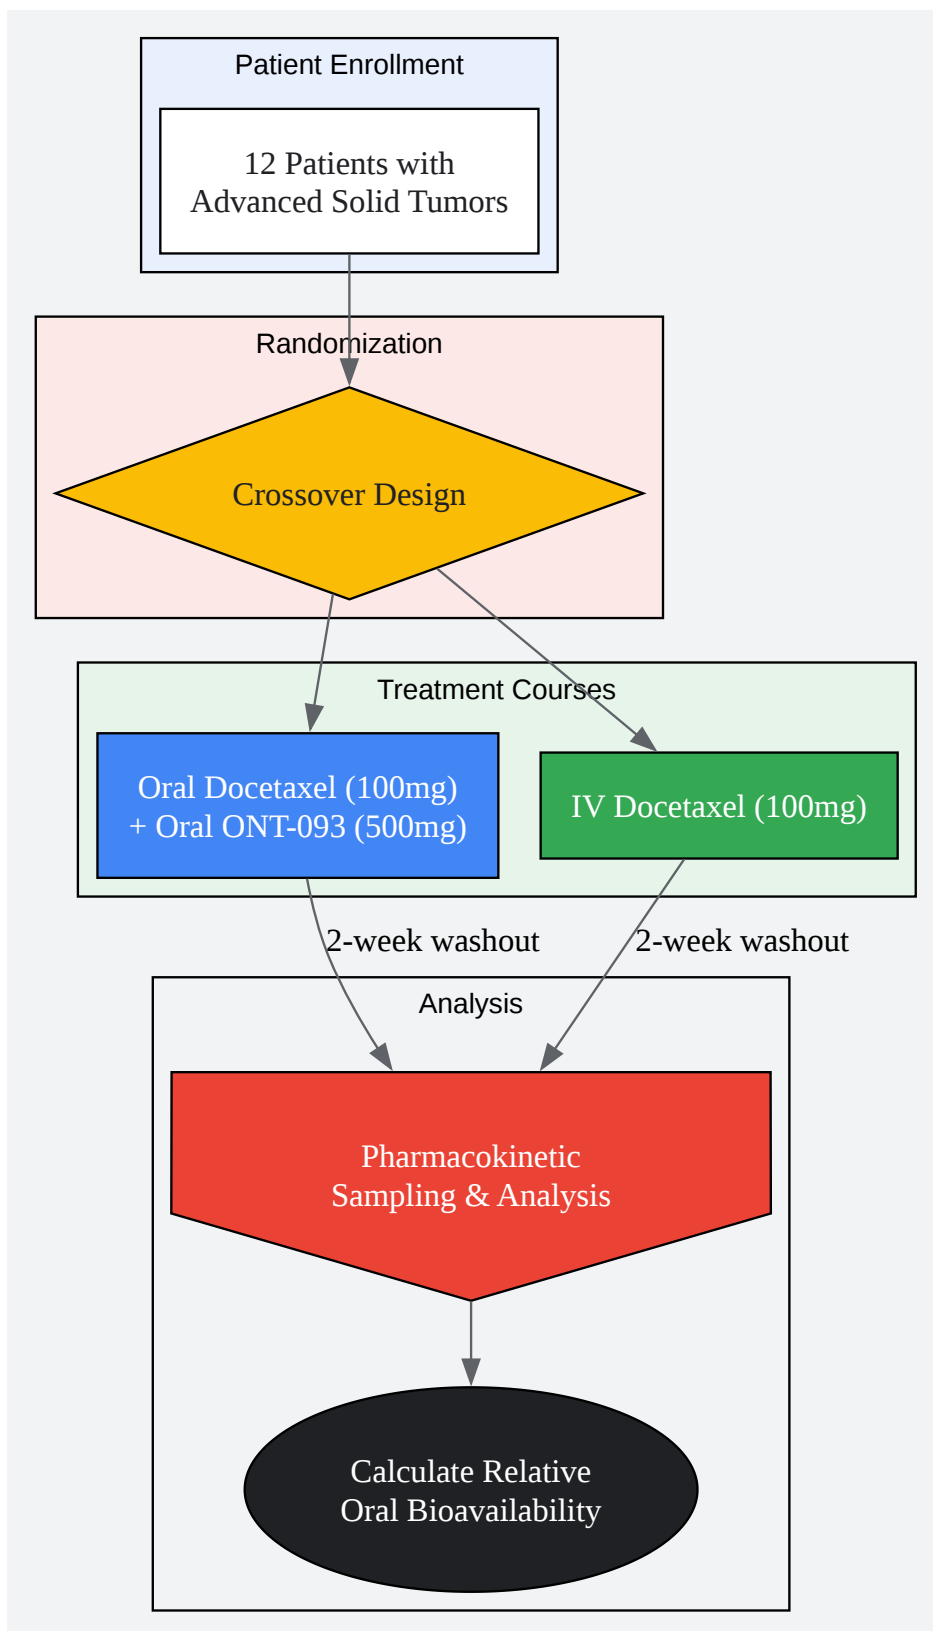 Patient Enrollment
12 Patients with
Advanced Solid Tumors
Randomization
Crossover Design
Treatment Courses
Oral Docetaxel (100mg)
+ Oral ONT-093 (500mg)
IV Docetaxel (100mg)
2-week washout
2-week washout
Analysis
Pharmacokinetic
Sampling & Analysis
Calculate Relative
Oral Bioavailability